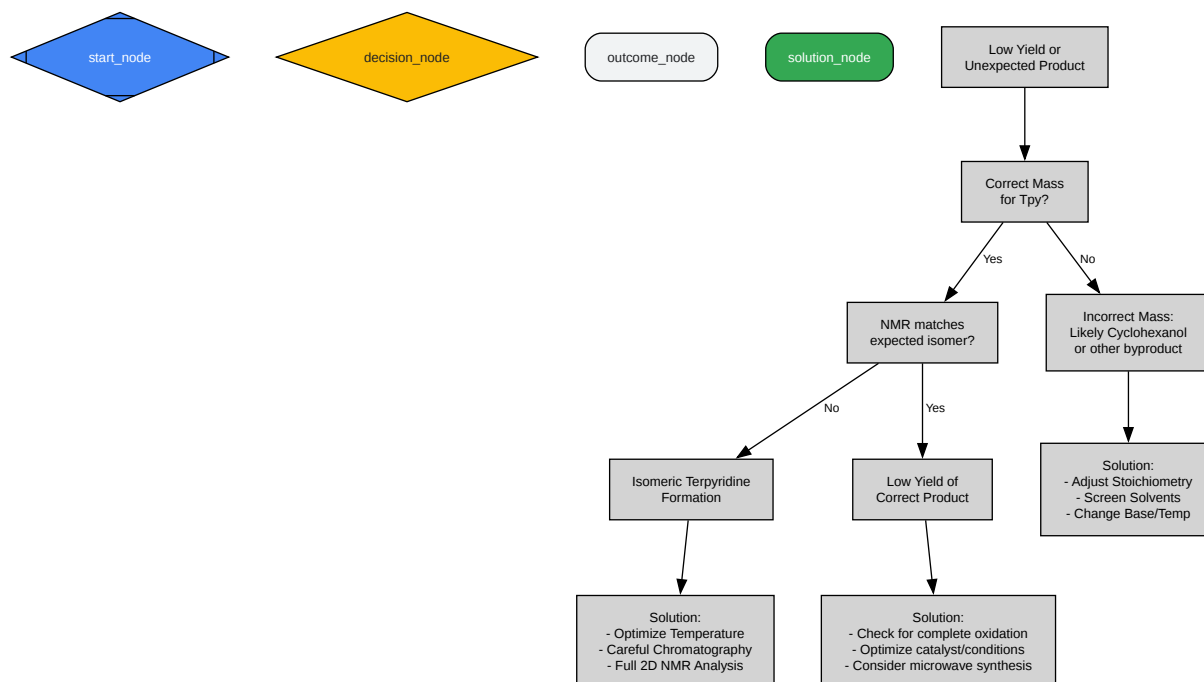 start_node
decision_node
outcome_node
solution_node
Low Yield or
Unexpected Product
Correct Mass
for Tpy?
Yes
No
NMR matches
expected isomer?
Incorrect Mass:
Likely Cyclohexanol
or other byproduct
No
Yes
Isomeric Terpyridine
Formation
Low Yield of
Correct Product
Solution:
- Adjust Stoichiometry
- Screen Solvents
- Change Base/Temp
Solution:
- Optimize Temperature
- Careful Chromatography
- Full 2D NMR Analysis
Solution:
- Check for complete oxidation
- Optimize catalyst/conditions
- Consider microwave synthesis